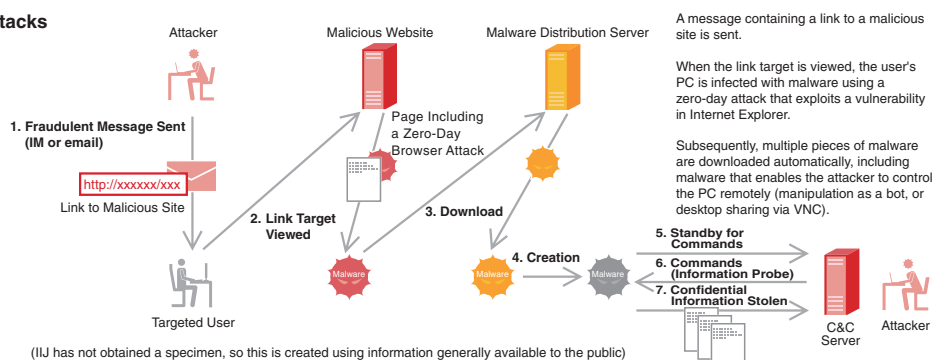 tacks
Attacker
Malicious Website
Malware Distribution Server
A message containing a link to a malicious
site is sent.
When the link target is viewed, the user's
PC is infected with malware using a
zero-day attack that exploits a vulnerability
in Internet Explorer.
Subsequently, multiple pieces of malware
are downloaded automatically, including
malware that enables the attacker to control
the PC remotely (manipulation as a bot, or
desktop sharing via VNC).
1. Fraudulent Message Sent
(IM or email)
http://xxxxxx/xxx
Link to Malicious Site
Page Including
a Zero-Day
Browser Attack
2. Link Target
Viewed
3. Download
Malware
Malware
4. Creation
Malware
5. Standby for
Commands
6. Commands
(Information Probe)
7. Confidential
Information Stolen
Targeted User
C&C
Server
Attacker
(IIJ has not obtained a specimen, so this is created using information generally available to the public)